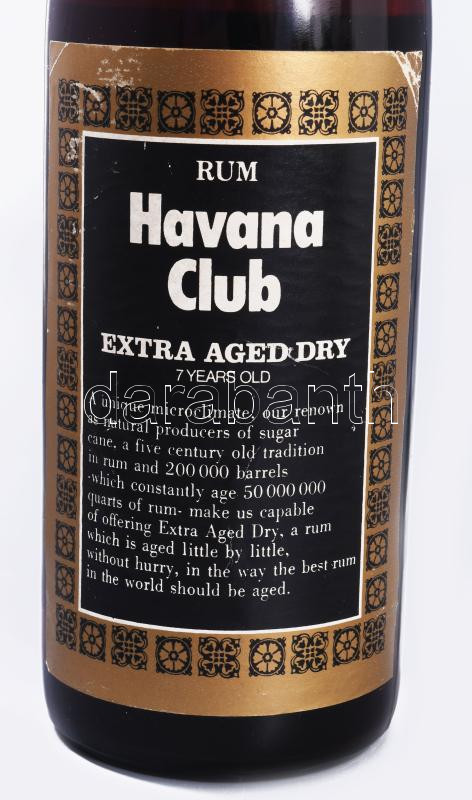 RUM
Havana
Club
EXTRA AGED DRY
7 YEARS OLD
darabanth
A unique microclimate, our renown
as natural producers of sugar
cane, a five century old tradition
in rum and 200 000 barrels
-which constantly age 50 000 000
quarts of rum- make us capable
of offering Extra Aged Dry, a rum
which is aged little by little,
without hurry, in the way the best rum
in the world should be aged.